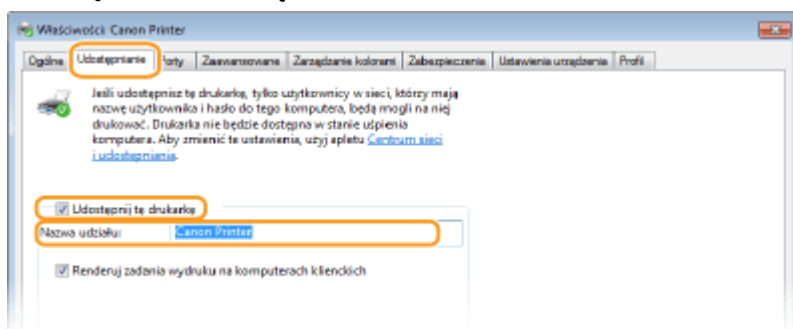 Właściwości: Canon Printer
Ogólne Udostępnianie Porty Zaawansowane Zarządzanie kolorami Zabezpieczenia Ustawienia urządzenia Profil
Jeśli udostępnisz tę drukarkę, tylko użytkownicy w sieci, którzy mają
nazwę użytkownika i hasło do tego komputera, będą mogli na niej
drukować. Drukarka nie będzie dostępna w stanie uśpienia
komputera. Aby zmienić te ustawienia, użyj apletu Centrum sieci
i udostępniania.
Udostępnij tę drukarkę
Nazwa udziału: Canon Printer
Renderuj zadania wydruku na komputerach klienckich